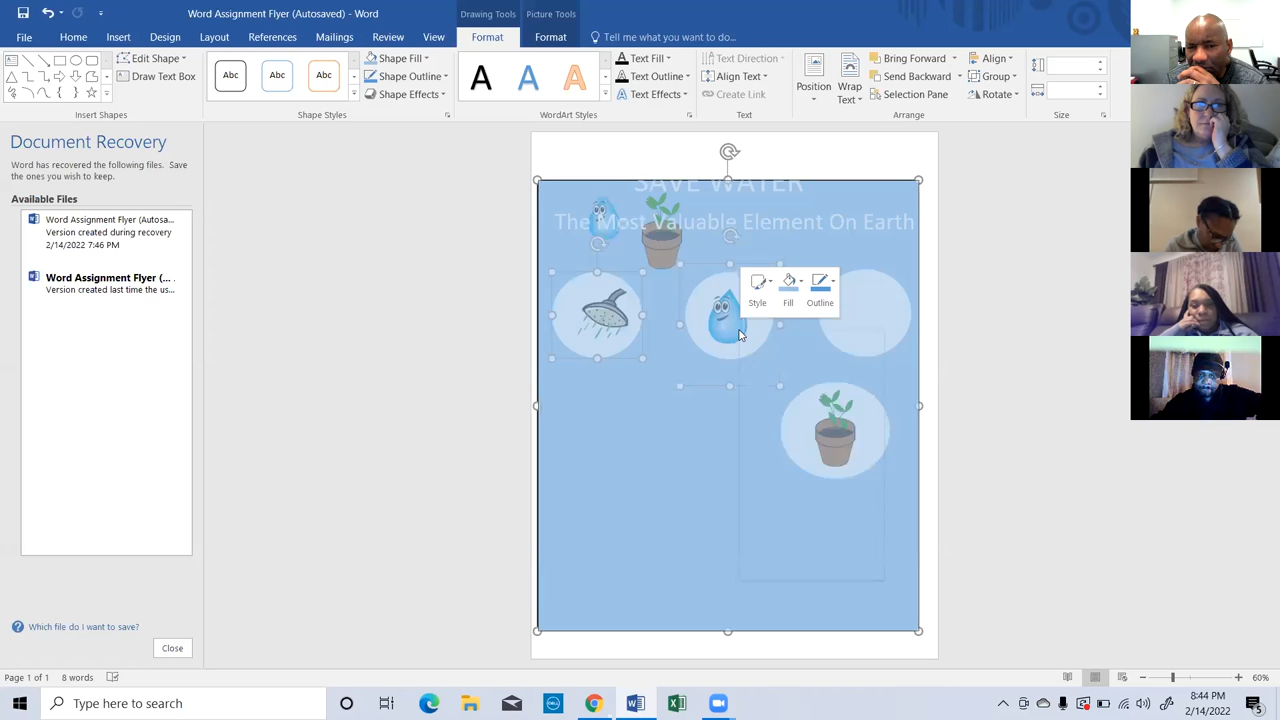 Word Assignment Flyer (Autosaved) - Word
Drawing Tools
Picture Tools
File
Home
Insert
Design
Layout
References
Mailings
Review
View
Format
Format
Tell me what you want to do...
Edit Shape
Draw Text Box
Insert Shapes
Abc
Abc
Abc
Shape Fill
Shape Outline
Shape Effects
Shape Styles
A
A
A
Text Fill
Text Outline
Text Effects
WordArt Styles
Text Direction
Align Text
Create Link
Text
Position
Wrap
Text
Bring Forward
Send Backward
Selection Pane
Align
Group
Rotate
Arrange
Size
Document Recovery
Word has recovered the following files. Save
the ones you wish to keep.
Available Files
Word Assignment Flyer (Autosa...
Version created during recovery
2/14/2022 7:46 PM
Word Assignment Flyer (...
Version created last time the us...
Which file do I want to save?
Close
SAVE WATER
The Most Valuable Element On Earth
Style
Fill
Outline
Page 1 of 1
8 words
60%
Type here to search
DELL
8:44 PM
2/14/2022
5